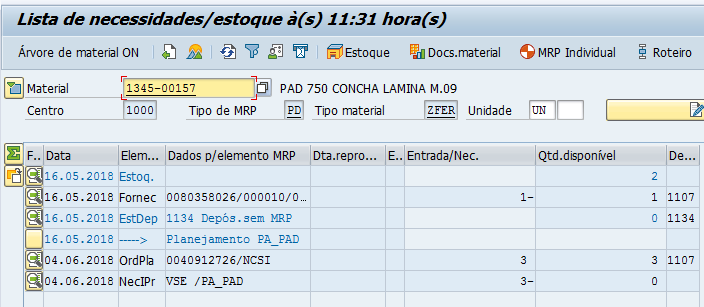 Lista de necessidades/estoque à(s) 11:31 hora(s)
Árvore de material ON Estoque Docs.material MRP Individual Roteiro
Material 1345-00157 PAD 750 CONCHA LAMINA M.09
Centro 1000 Tipo de MRP PD Tipo material ZFER Unidade UN
F.. Data Elem... Dados p/elemento MRP Dta.repro... E.. Entrada/Nec. Qtd.disponível De...
16.05.2018 Estoq. 2
16.05.2018 Fornec 0080358026/000010/0... 1- 1 1107
16.05.2018 EstDep 1134 Depós.sem MRP 0 1134
16.05.2018 -----> Planejamento PA_PAD
04.06.2018 OrdPla 0040912726/NCSI 3 3 1107
04.06.2018 NecIPr VSE /PA_PAD 3- 0